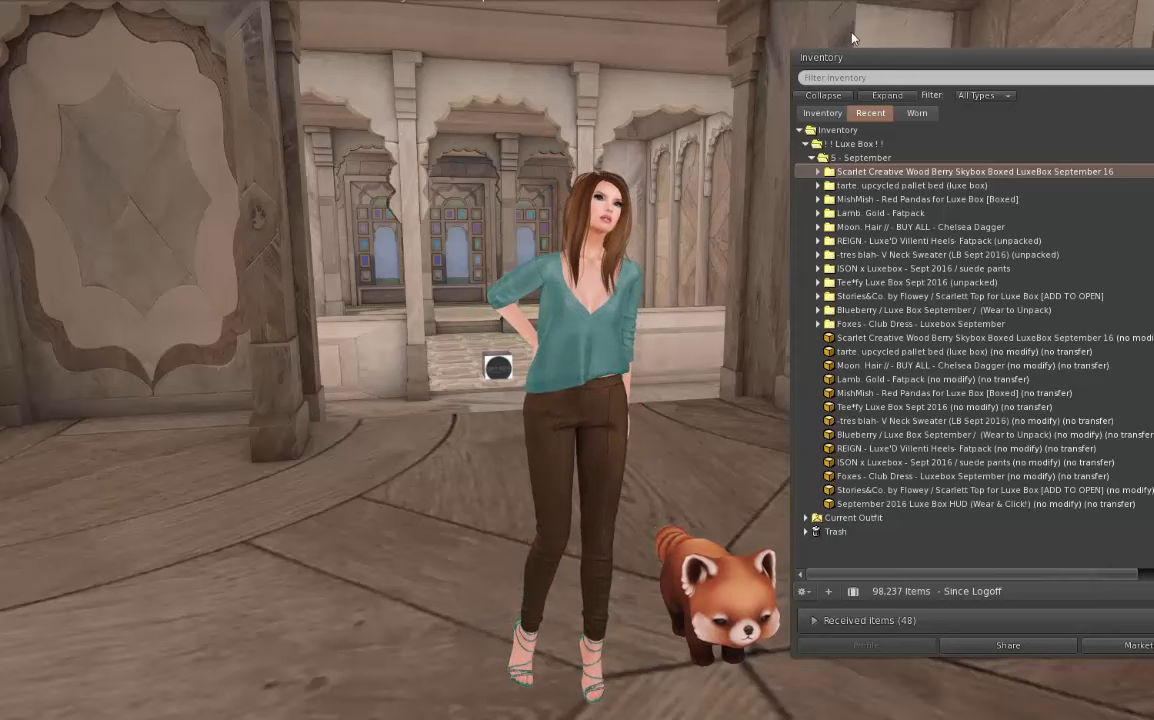 Inventory
Filter Inventory
Collapse Expand Filter: All Types
Inventory Recent Worn
Inventory
! ! Luxe Box ! !
5 - September
Scarlet Creative Wood Berry Skybox Boxed LuxeBox September 16
tarte. upcycled pallet bed (luxe box)
MishMish - Red Pandas for Luxe Box [Boxed]
Lamb. Gold - Fatpack
Moon. Hair // - BUY ALL - Chelsea Dagger
REIGN - Luxe'D Villenti Heels- Fatpack (unpacked)
-tres blah- V Neck Sweater (LB Sept 2016) (unpacked)
ISON x Luxebox - Sept 2016 / suede pants
Tee*fy Luxe Box Sept 2016 (unpacked)
Stories&Co. by Flowey / Scarlett Top for Luxe Box [ADD TO OPEN]
Blueberry / Luxe Box September / (Wear to Unpack)
Foxes - Club Dress - Luxebox September
Scarlet Creative Wood Berry Skybox Boxed LuxeBox September 16 (no modi
tarte. upcycled pallet bed (luxe box) (no modify) (no transfer)
Moon. Hair // - BUY ALL - Chelsea Dagger (no modify) (no transfer)
Lamb. Gold - Fatpack (no modify) (no transfer)
MishMish - Red Pandas for Luxe Box [Boxed] (no transfer)
Tee*fy Luxe Box Sept 2016 (no modify) (no transfer)
-tres blah- V Neck Sweater (LB Sept 2016) (no modify) (no transfer)
Blueberry / Luxe Box September / (Wear to Unpack) (no modify) (no transfer
REIGN - Luxe'D Villenti Heels- Fatpack (no modify) (no transfer)
ISON x Luxebox - Sept 2016 / suede pants (no modify) (no transfer)
Foxes - Club Dress - Luxebox September (no modify) (no transfer)
Stories&Co. by Flowey / Scarlett Top for Luxe Box [ADD TO OPEN] (no modify)
September 2016 Luxe Box HUD (Wear & Click!) (no modify) (no transfer)
Current Outfit
Trash
98,237 Items - Since Logoff
Received Items (48)
Profile Share Market